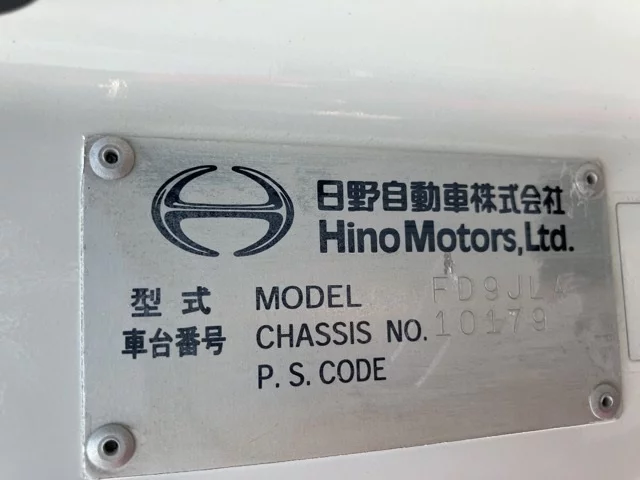 日野自動車株式会社
Hino Motors, Ltd.
型式 MODEL FD9JLA
車台番号 CHASSIS NO. 10179
P.S.CODE